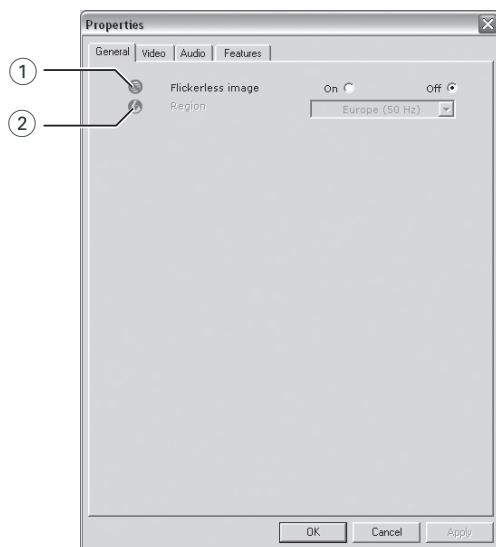 Properties
General Video Audio Features
1 Flickerless image On Off
2 Region Europe (50 Hz)
OK Cancel Apply